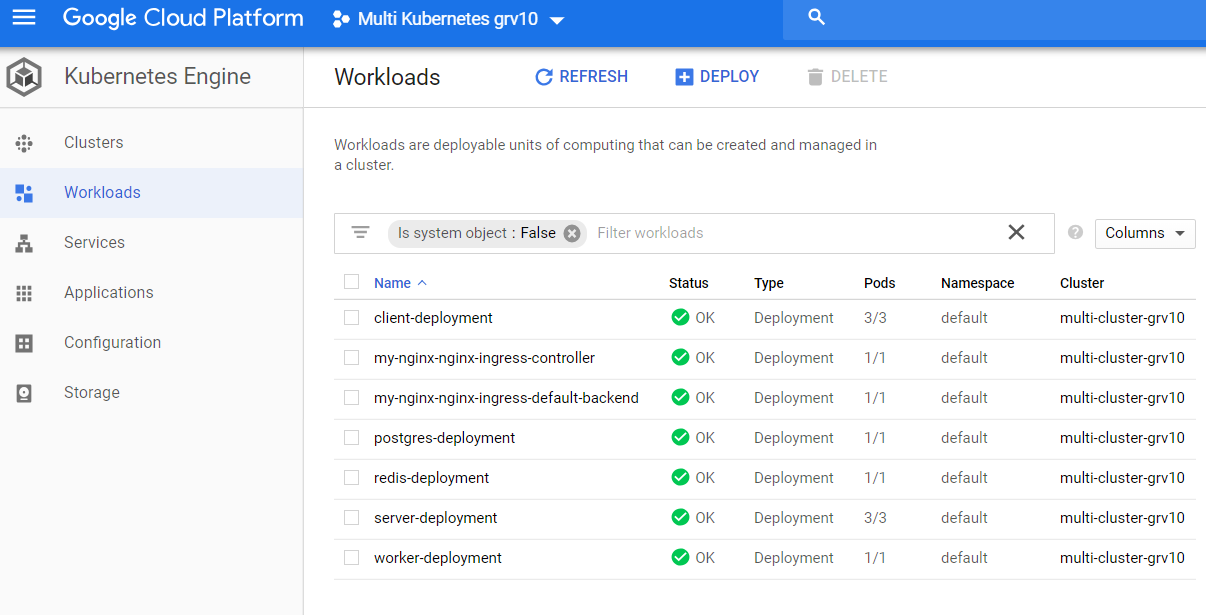 Google Cloud Platform Multi Kubernetes grv10
Kubernetes Engine
Clusters
Workloads
Services
Applications
Configuration
Storage
Workloads REFRESH DEPLOY DELETE
Workloads are deployable units of computing that can be created and managed in
a cluster.
Is system object : False Filter workloads Columns
Name Status Type Pods Namespace Cluster
client-deployment OK Deployment 3/3 default multi-cluster-grv10
my-nginx-nginx-ingress-controller OK Deployment 1/1 default multi-cluster-grv10
my-nginx-nginx-ingress-default-backend OK Deployment 1/1 default multi-cluster-grv10
postgres-deployment OK Deployment 1/1 default multi-cluster-grv10
redis-deployment OK Deployment 1/1 default multi-cluster-grv10
server-deployment OK Deployment 3/3 default multi-cluster-grv10
worker-deployment OK Deployment 1/1 default multi-cluster-grv10